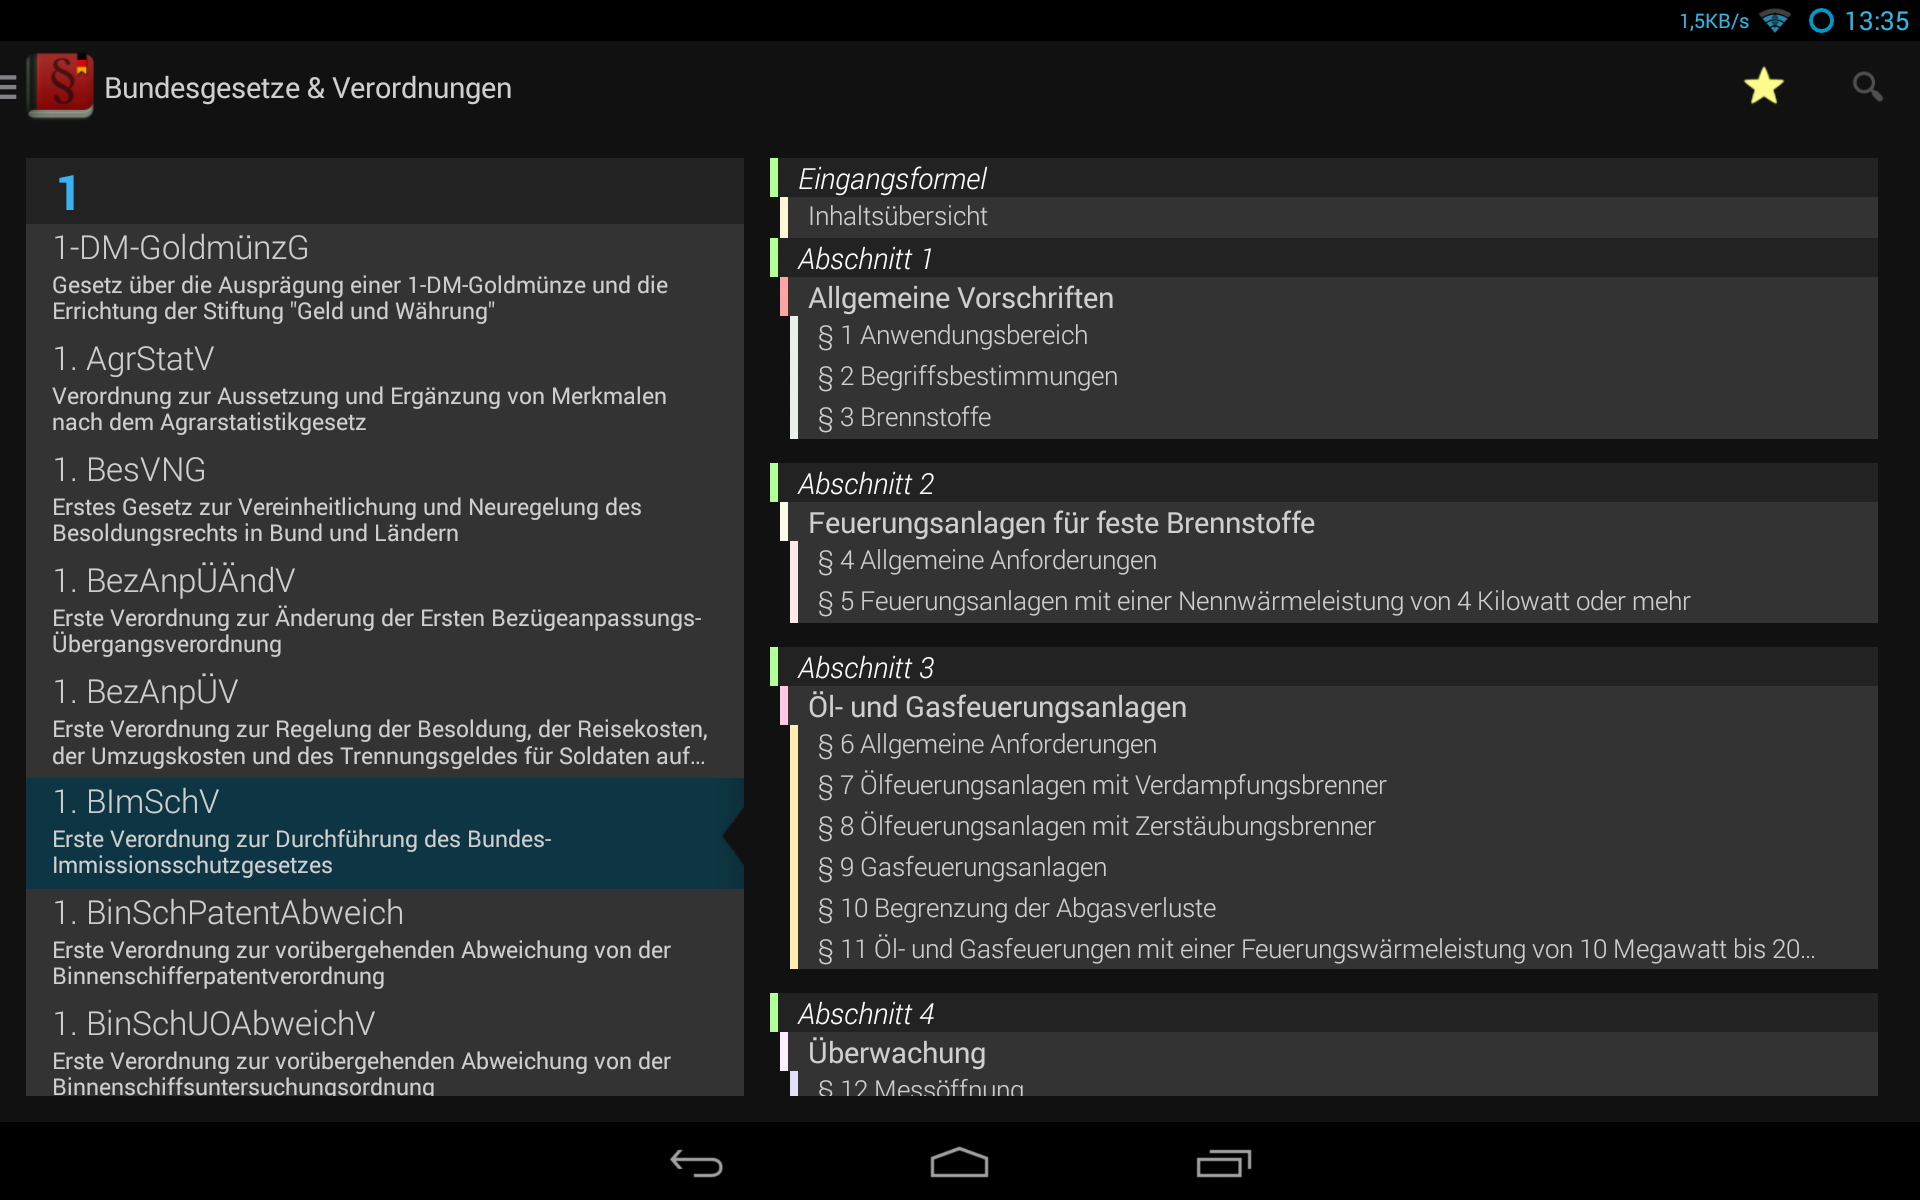 1,5KB/s 13:35
§
Bundesgesetze & Verordnungen
1
1-DM-GoldmünzG
Gesetz über die Ausprägung einer 1-DM-Goldmünze und die
Errichtung der Stiftung "Geld und Währung"
1. AgrStatV
Verordnung zur Aussetzung und Ergänzung von Merkmalen
nach dem Agrarstatistikgesetz
1. BesVNG
Erstes Gesetz zur Vereinheitlichung und Neuregelung des
Besoldungsrechts in Bund und Ländern
1. BezAnpÜÄndV
Erste Verordnung zur Änderung der Ersten Bezügeanpassungs-
Übergangsverordnung
1. BezAnpÜV
Erste Verordnung zur Regelung der Besoldung, der Reisekosten,
der Umzugskosten und des Trennungsgeldes für Soldaten auf...
1. BImSchV
Erste Verordnung zur Durchführung des Bundes-
Immissionsschutzgesetzes
1. BinSchPatentAbweich
Erste Verordnung zur vorübergehenden Abweichung von der
Binnenschifferpatentverordnung
1. BinSchUOAbweichV
Erste Verordnung zur vorübergehenden Abweichung von der
Binnenschiffsuntersuchungsordnung
Eingangsformel
Inhaltsübersicht
Abschnitt 1
Allgemeine Vorschriften
§ 1 Anwendungsbereich
§ 2 Begriffsbestimmungen
§ 3 Brennstoffe
Abschnitt 2
Feuerungsanlagen für feste Brennstoffe
§ 4 Allgemeine Anforderungen
§ 5 Feuerungsanlagen mit einer Nennwärmeleistung von 4 Kilowatt oder mehr
Abschnitt 3
Öl- und Gasfeuerungsanlagen
§ 6 Allgemeine Anforderungen
§ 7 Ölfeuerungsanlagen mit Verdampfungsbrenner
§ 8 Ölfeuerungsanlagen mit Zerstäubungsbrenner
§ 9 Gasfeuerungsanlagen
§ 10 Begrenzung der Abgasverluste
§ 11 Öl- und Gasfeuerungen mit einer Feuerungswärmeleistung von 10 Megawatt bis 20...
Abschnitt 4
Überwachung
§ 12 Messöffnung